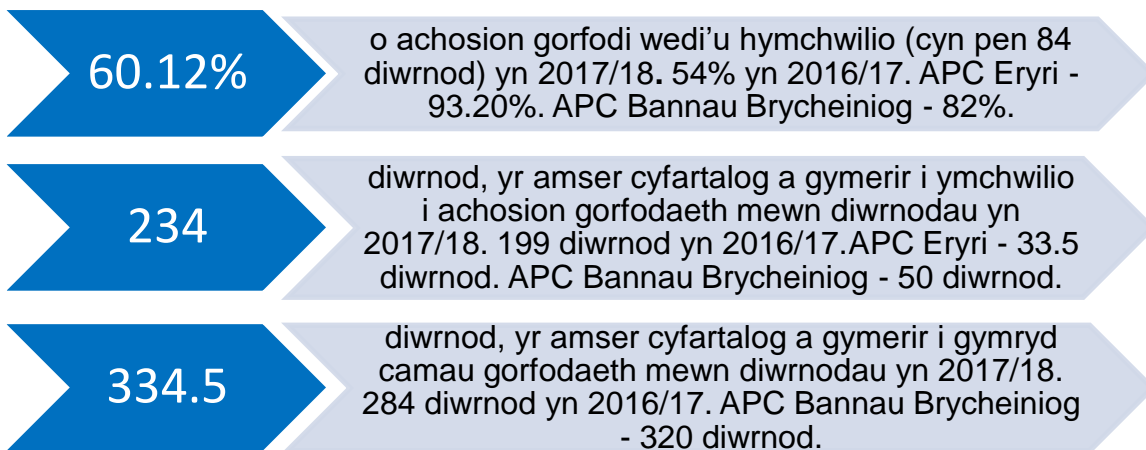 60.12%
o achosion gorfodi wedi'u hymchwilio (cyn pen 84
diwrnod) yn 2017/18. 54% yn 2016/17. APC Eryri -
93.20%. APC Bannau Brycheiniog - 82%.
234
diwrnod, yr amser cyfartalog a gymerir i ymchwilio
i achosion gorfodaeth mewn diwrnodau yn
2017/18. 199 diwrnod yn 2016/17.APC Eryri - 33.5
diwrnod. APC Bannau Brycheiniog - 50 diwrnod.
334.5
diwrnod, yr amser cyfartalog a gymerir i gymryd
camau gorfodaeth mewn diwrnodau yn 2017/18.
284 diwrnod yn 2016/17. APC Bannau Brycheiniog
- 320 diwrnod.